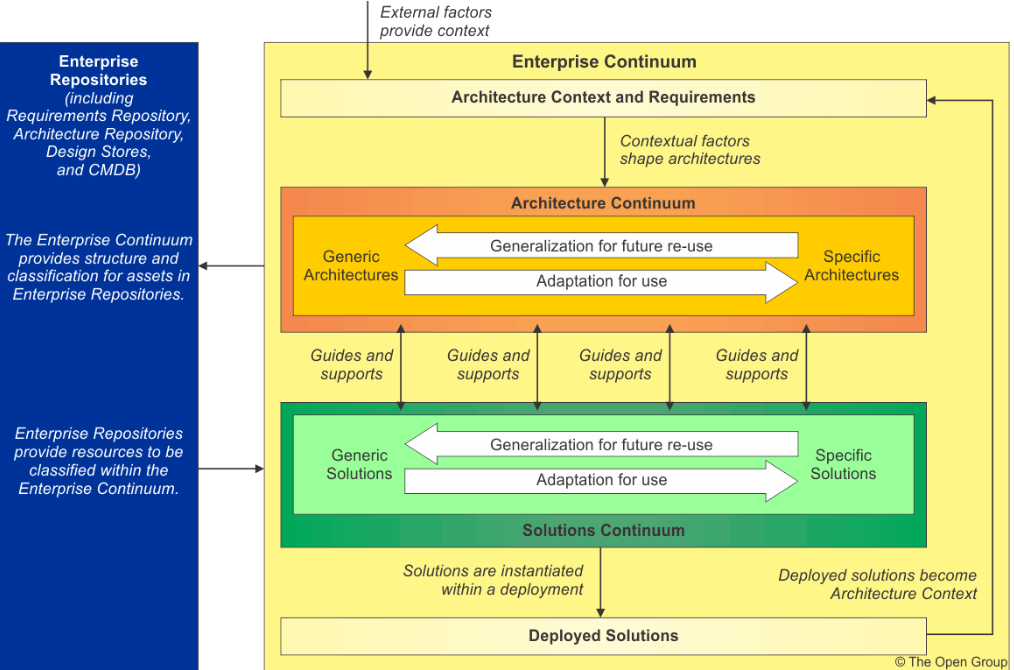 External factors
provide context
Enterprise
Repositories
(including
Requirements Repository,
Architecture Repository,
Design Stores,
and CMDB)
The Enterprise Continuum
provides structure and
classification for assets in
Enterprise Repositories.
Enterprise Repositories
provide resources to be
classified within the
Enterprise Continuum.
Enterprise Continuum
Architecture Context and Requirements
Contextual factors
shape architectures
Architecture Continuum
Generic
Architectures
Generalization for future re-use
Adaptation for use
Specific
Architectures
Guides and
supports
Guides and
supports
Guides and
supports
Guides and
supports
Generic
Solutions
Generalization for future re-use
Adaptation for use
Specific
Solutions
Solutions Continuum
Solutions are instantiated
within a deployment
Deployed solutions become
Architecture Context
Deployed Solutions
© The Open Group